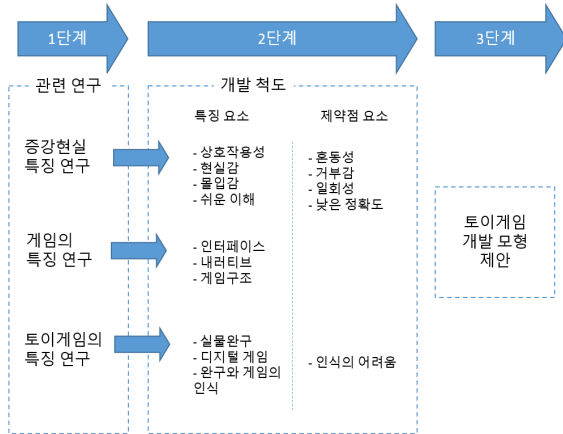 1단계
2단계
3단계
관련 연구
개발 척도
특징 요소
제약점 요소
증강현실
특징 연구
- 상호작용성
- 현실감
- 몰입감
- 쉬운 이해
- 혼동성
- 거부감
- 일회성
- 낮은 정확도
게임의
특징 연구
- 인터페이스
- 내러티브
- 게임구조
토이게임의
특징 연구
- 실물완구
- 디지털 게임
- 완구와 게임의
인식
- 인식의 어려움
토이게임
개발 모형
제안